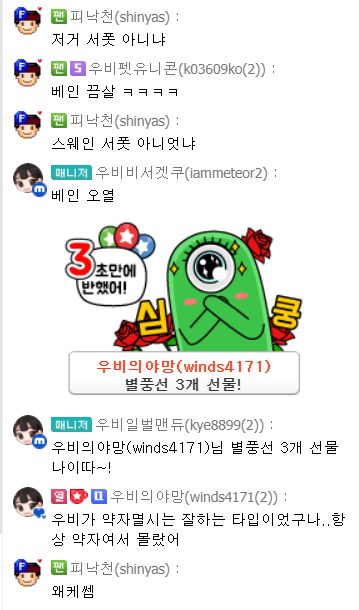 팬 피낙천(shinyas) :
저거 서폿 아니냐
팬 S 우비펫유니콘(k03609ko(2)) :
베인 끔살 ㅋㅋㅋㅋ
팬 피낙천(shinyas) :
스웨인 서폿 아니엇냐
매니저 우비비서겟쿠(iammeteor2) :
m
베인 오열
3초만에
반했어!
심쿵
우비의야망(winds4171)
별풍선 3개 선물!
매니저 우비일벌맨듀(kye8899(2)) :
m
우비의야망(winds4171)님 별풍선 3개 선물
나이따~!
열 우비의야망(winds4171(2)) :
우비가 약자멸시는 잘하는 타입이었구나..항
상 약자여서 몰랐어
팬 피낙천(shinyas) :
왜케쎔